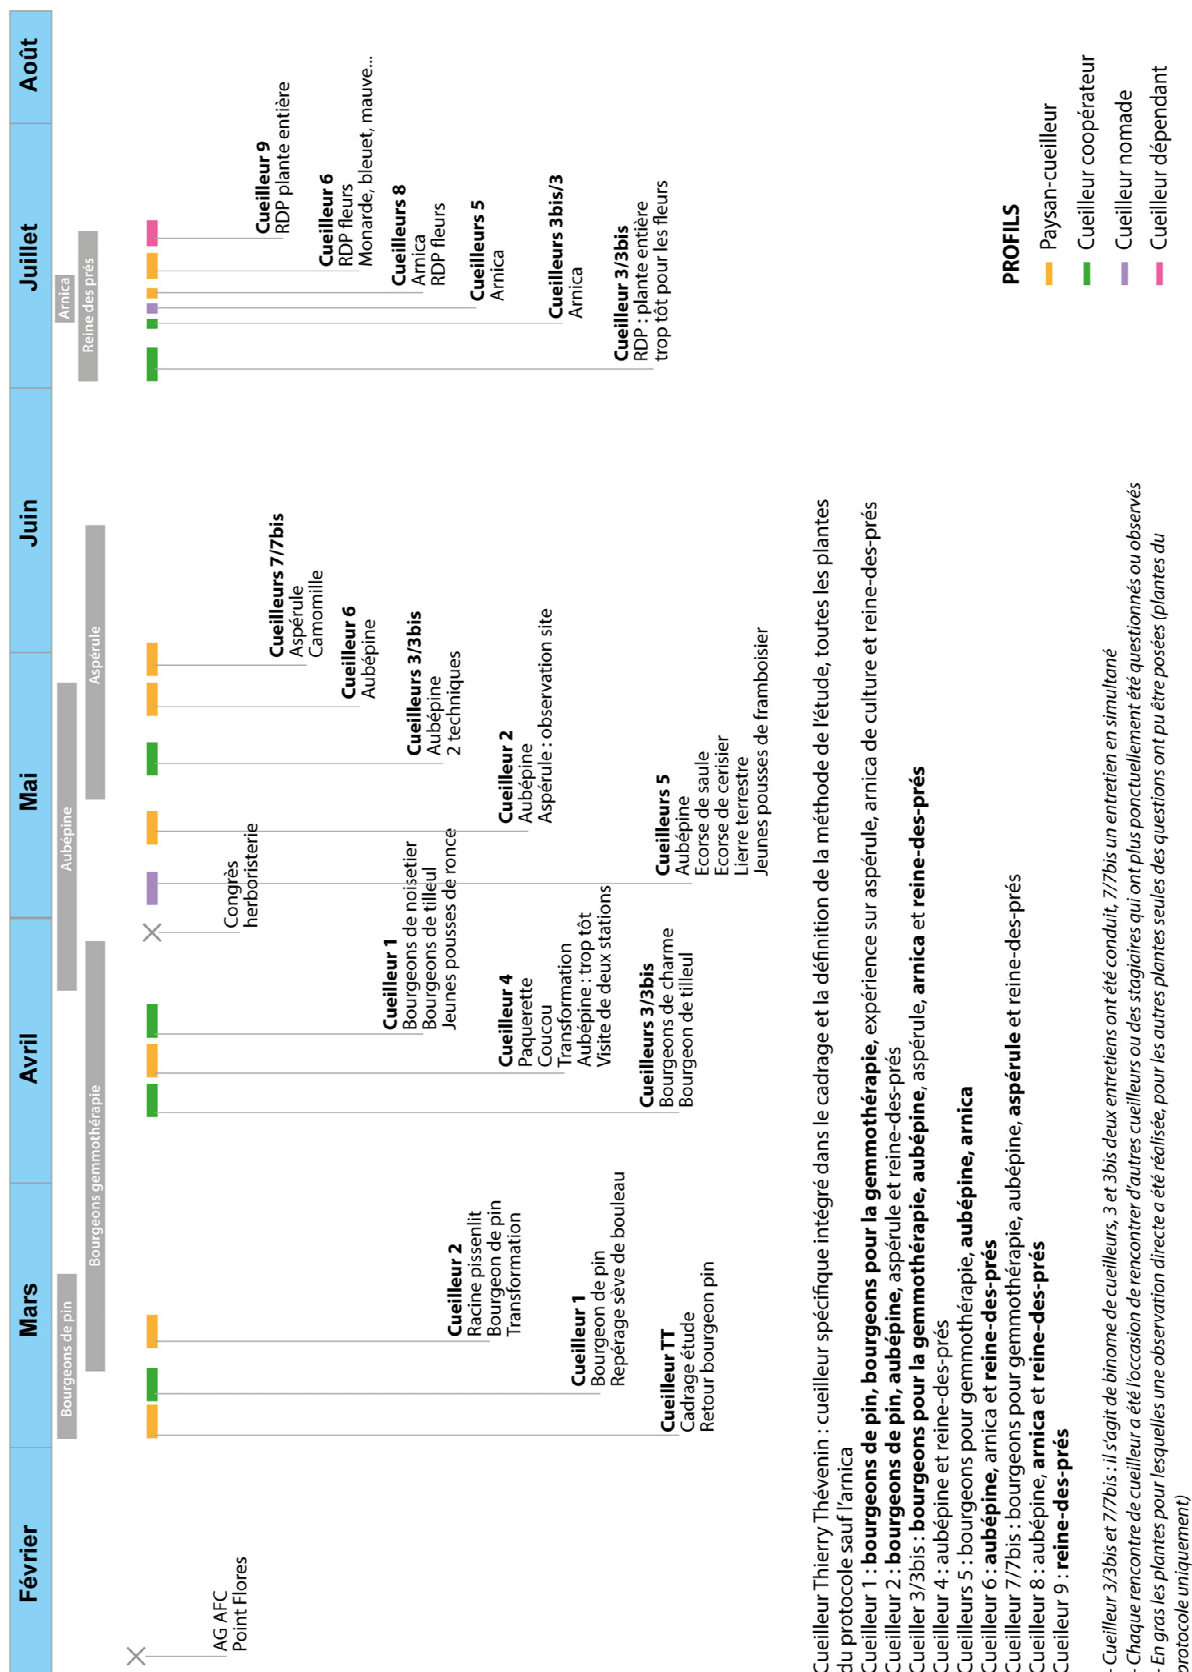 Février
Mars
Avril
Mai
Juin
Juillet
Août
Bourgeons de pin
Aubépine
Arnica
Bourgeons gemmothérapie
Aspérule
Reine des prés
AG AFC
Point Flores
Cueilleur TT
Cadrage étude
Retour bourgeon pin
Cueilleur 1
Bourgeon de pin
Repérage sève de bouleau
Cueilleur 2
Racine pissenlit
Bourgeon de pin
Transformation
Cueilleurs 3/3bis
Bourgeons de charme
Bourgeon de tilleul
Cueilleur 4
Paquerette
Coucou
Transformation
Aubépine : trop tôt
Visite de deux stations
Cueilleur 1
Bourgeons de noisetier
Bourgeons de tilleul
Jeunes pousses de ronce
Congrès
herboristerie
Cueilleurs 5
Aubépine
Ecorse de saule
Ecorse de cerisier
Lierre terrestre
Jeunes pousses de framboisier
Cueilleur 2
Aubépine
Aspérule : observation site
Cueilleurs 3/3bis
Aubépine
2 techniques
Cueilleur 6
Aubépine
Cueilleurs 7/7bis
Aspérule
Camomille
Cueilleur 3/3bis
RDP : plante entière
trop tôt pour les fleurs
Cueilleurs 3bis/3
Arnica
Cueilleurs 5
Arnica
Cueilleurs 8
Arnica
RDP fleurs
Cueilleur 6
RDP fleurs
Monarde, bleuet, mauve...
Cueilleur 9
RDP plante entière
PROFILS
Paysan-cueilleur
Cueilleur coopérateur
Cueilleur nomade
Cueilleur dépendant
Cueilleur Thierry Thévenin : cueilleur spécifique intégré dans le cadrage et la définition de la méthode de l'étude, toutes les plantes
du protocole sauf l'arnica
Cueilleur 1 : bourgeons de pin, bourgeons pour la gemmothérapie, expérience sur aspérule, arnica de culture et reine-des-prés
Cueilleur 2 : bourgeons de pin, aubépine, aspérule et reine-des-prés
Cueiller 3/3bis : bourgeons pour la gemmothérapie, aubépine, aspérule, arnica et reine-des-prés
Cueilleur 4 : aubépine et reine-des-prés
Cueilleurs 5 : bourgeons pour gemmothérapie, aubépine, arnica
Cueilleur 6 : aubépine, arnica et reine-des-prés
Cueilleur 7/7bis : bourgeons pour gemmothérapie, aubépine, aspérule et reine-des-prés
Cueilleur 8 : aubépine, arnica et reine-des-prés
Cueileur 9 : reine-des-prés
- Cueilleur 3/3bis et 7/7bis : il s'agit de binome de cueilleurs, 3 et 3bis deux entretiens ont été conduit, 7/7bis un entretien en simultané
- Chaque rencontre de cueilleur a été l'occasion de rencontrer d'autres cueilleurs ou des stagiaires qui ont plus ponctuellement été questionnés ou observés
- En gras les plantes pour lesquelles une observation directe a été réalisée, pour les autres plantes seules des questions ont pu être posées (plantes du
protocole uniquement)